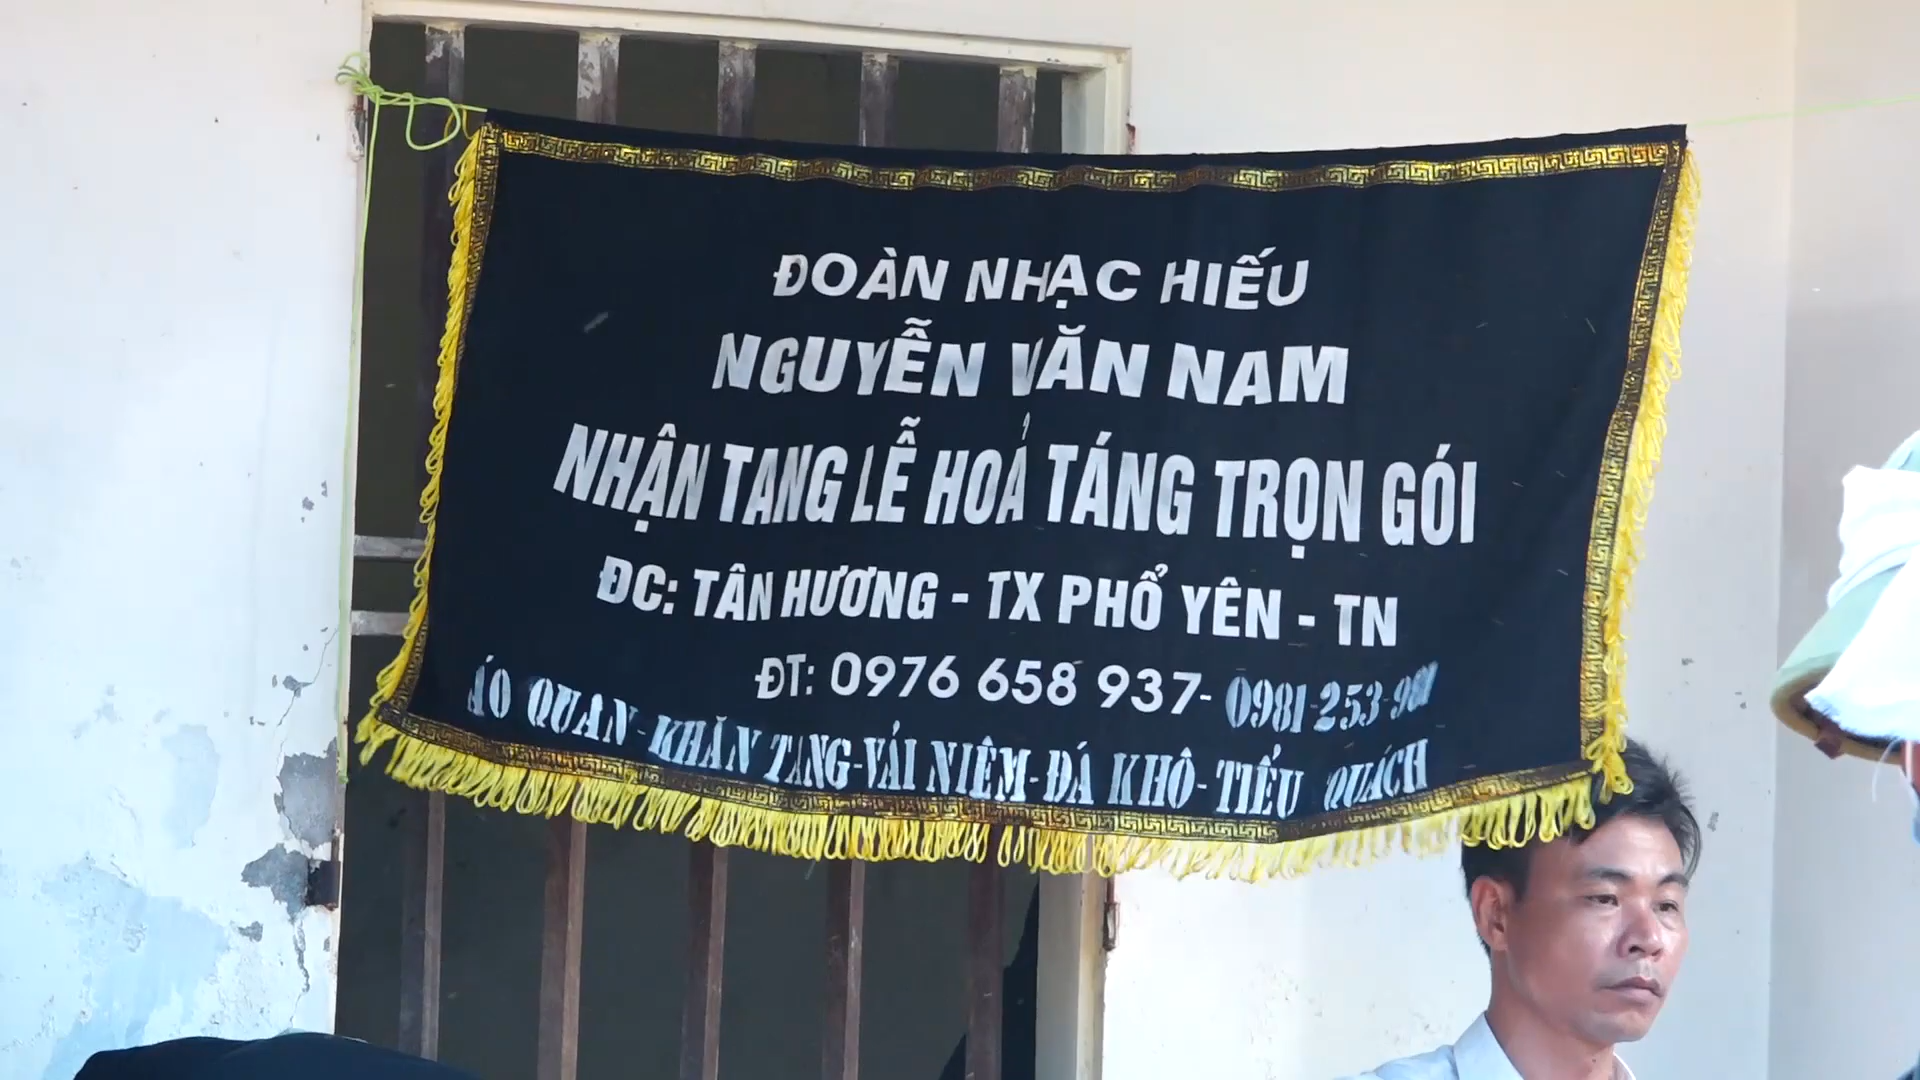 ĐOÀN NHẠC HIẾU
NGUYỄN VĂN NAM
NHẬN TANG LỄ HOẢ TÁNG TRỌN GÓI
ĐC: TÂN HƯƠNG - TX PHỔ YÊN - TN
ĐT: 0976 658 937- 0981-253-981
ÁO QUAN-KHĂN TANG-VẢI NIỆM-ĐÁ KHÔ-TIỂU QUÁCH